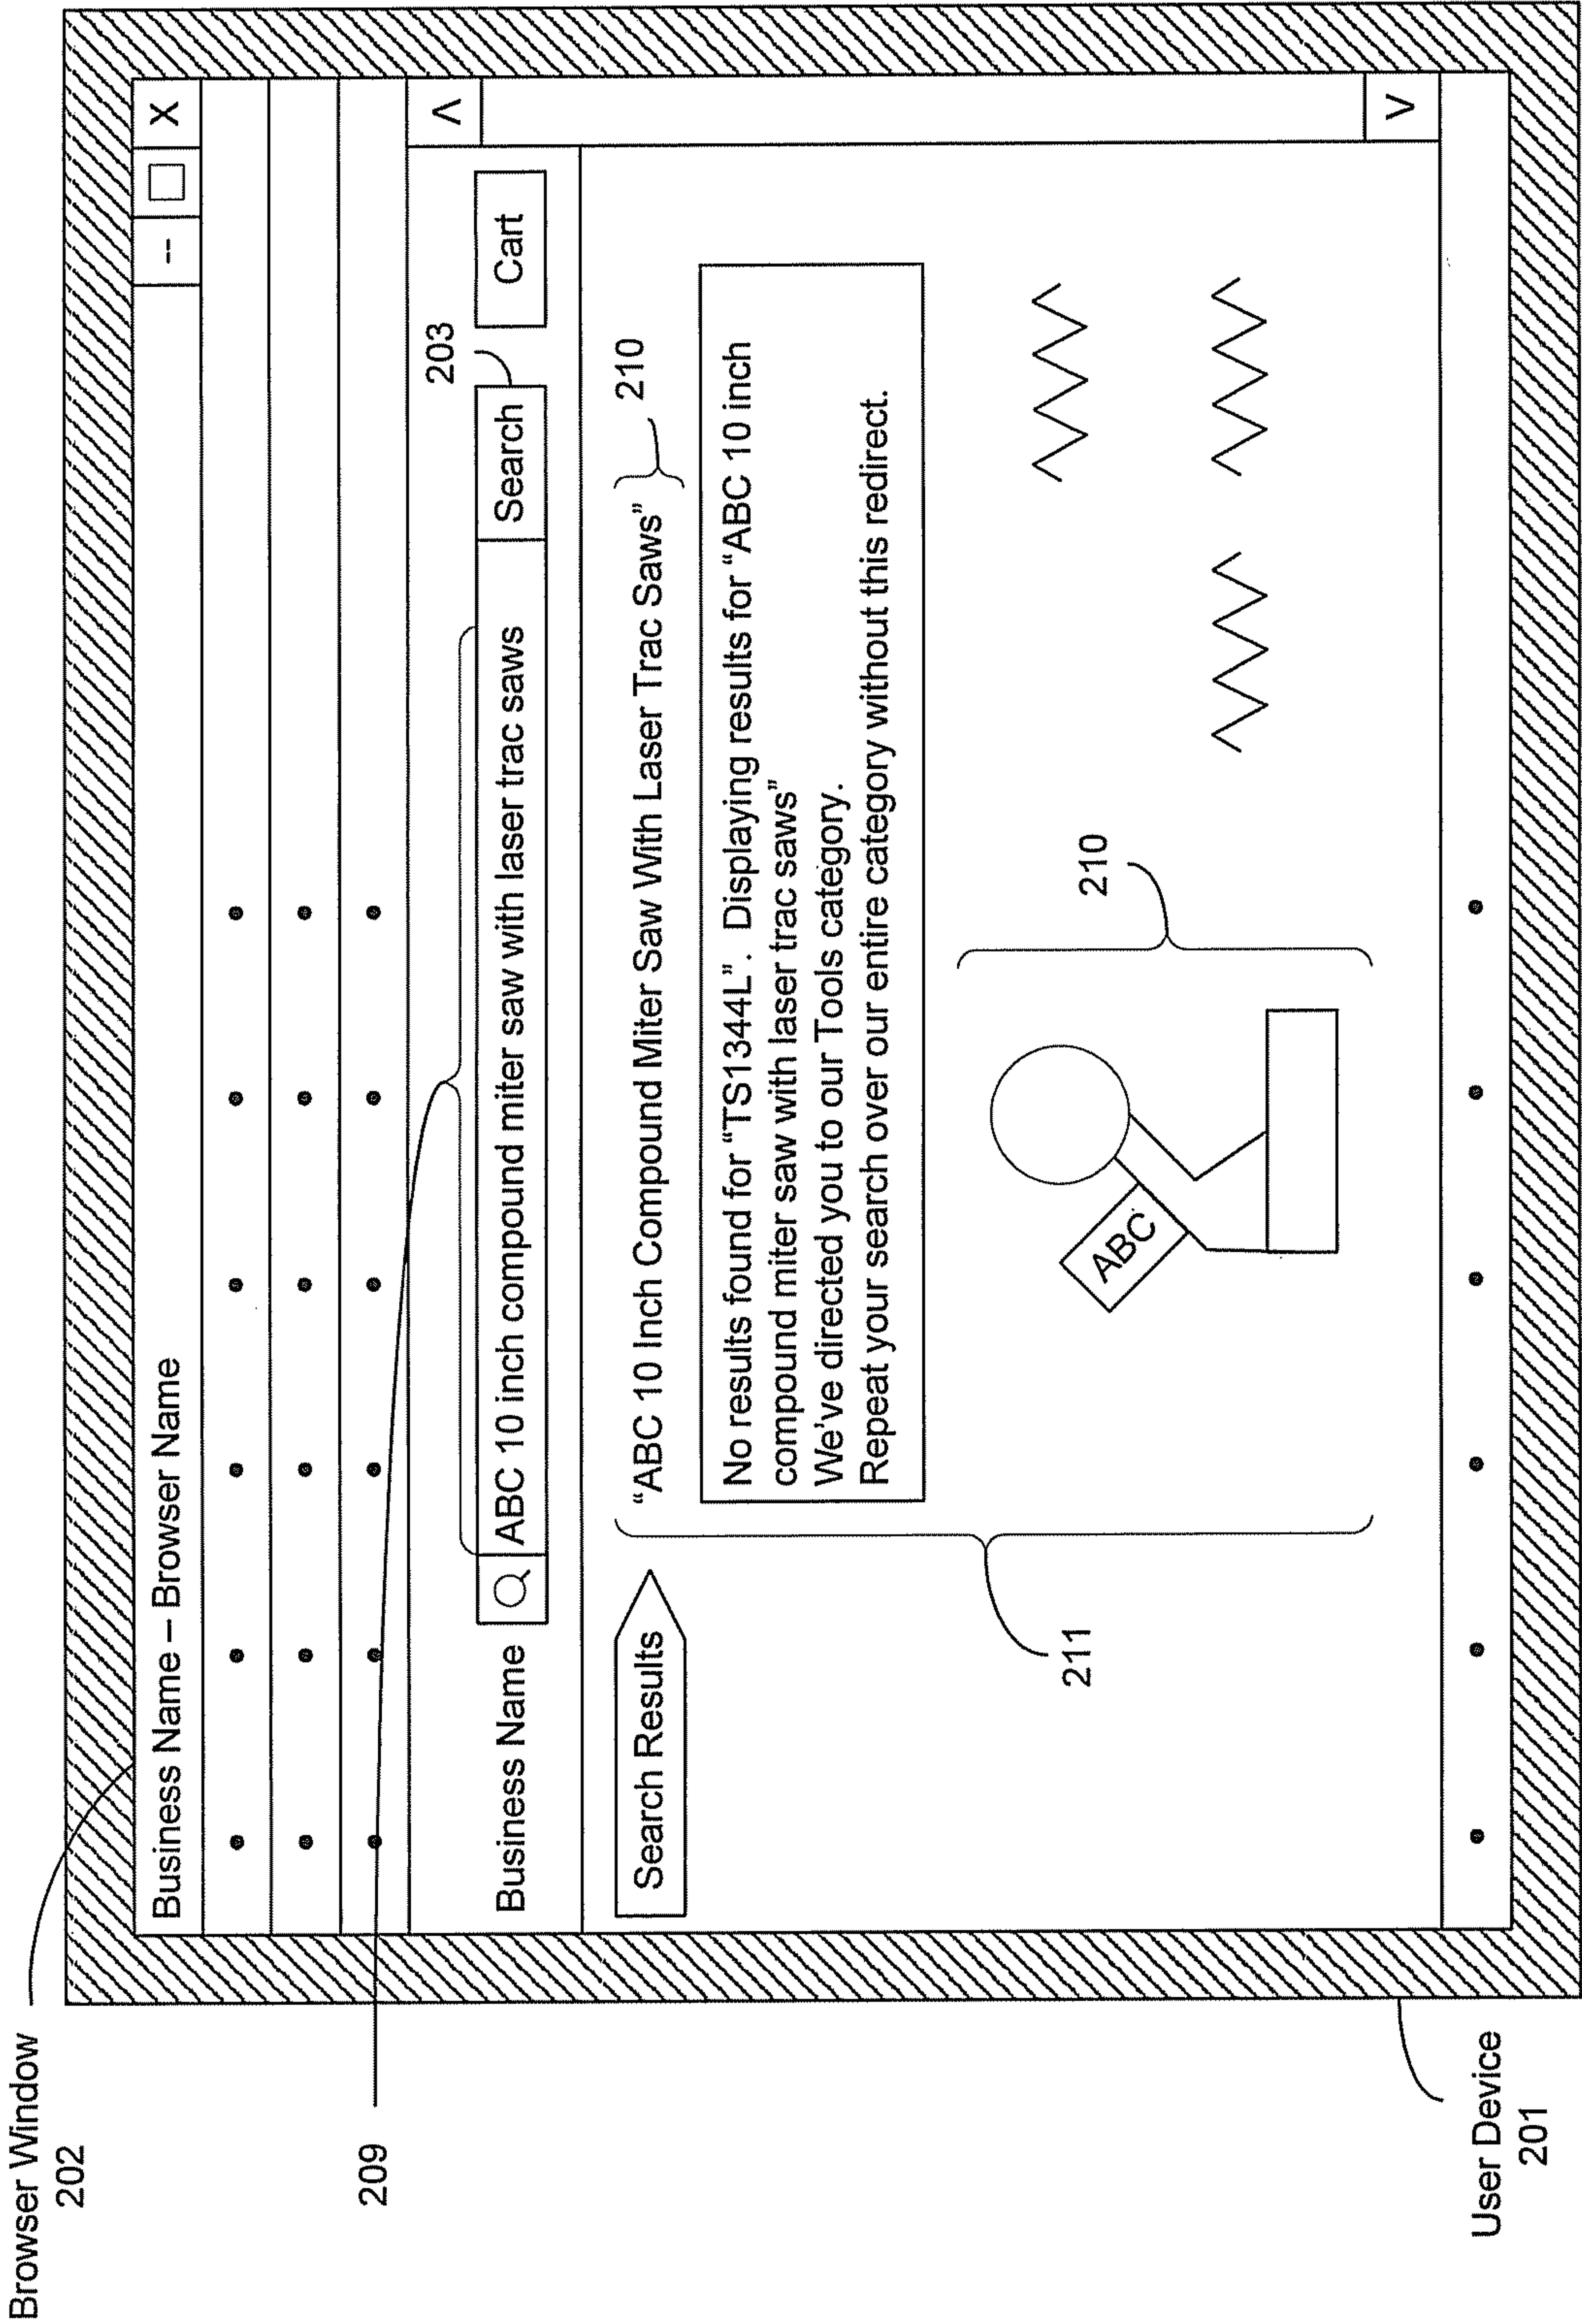 Browser Window
202
Business Name – Browser Name
-- □ X
209
203
Λ
Business Name
ABC 10 inch compound miter saw with laser trac saws
Search
Cart
Search Results
"ABC 10 Inch Compound Miter Saw With Laser Trac Saws"
210
No results found for “TS1344L”. Displaying results for “ABC 10 inch
compound miter saw with laser trac saws”
We've directed you to our Tools category.
Repeat your search over our entire category without this redirect.
211
ABC
210
V
User Device
201